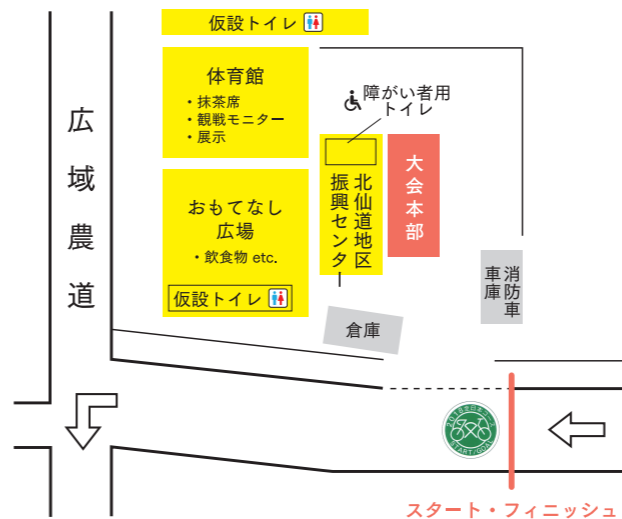 仮設トイレ
体育館
・抹茶席
・観戦モニター
・展示
障がい者用
トイレ
広域農道
おもてなし
広場
・飲食物 etc.
仮設トイレ
北仙道地区
振興センター
大会本部
消防車
車庫
倉庫
START/GOAL
スタート・フィニッシュ